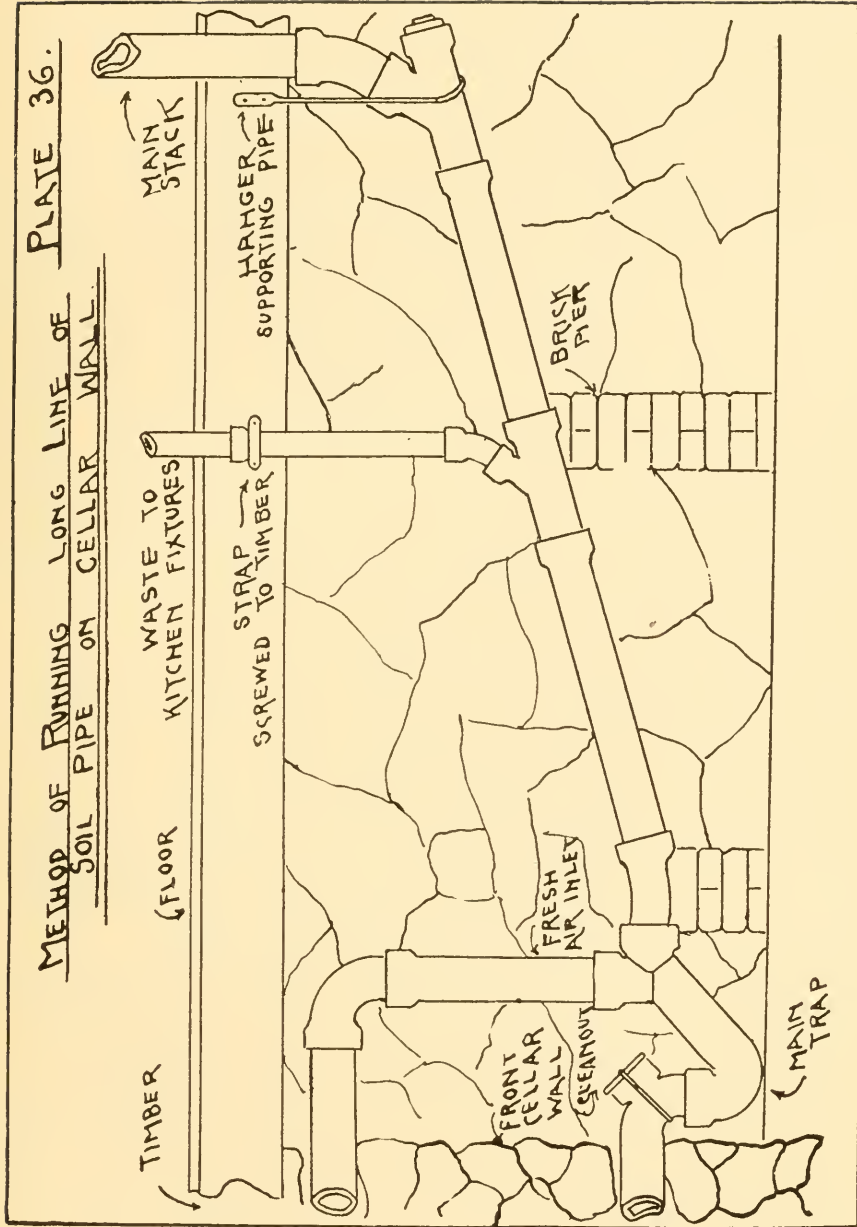 PLATE 36.
METHOD OF RUNNING LONG LINE OF
SOIL PIPE ON CELLAR WALL.
TIMBER
FLOOR
WASTE TO
KITCHEN FIXTURES
MAIN
STACK
STRAP
SCREWED TO TIMBER
HANGER
SUPPORTING PIPE
FRONT
CELLAR
WALL
CLEANOUT
FRESH
AIR INLET
BRICK
PIER
MAIN
TRAP